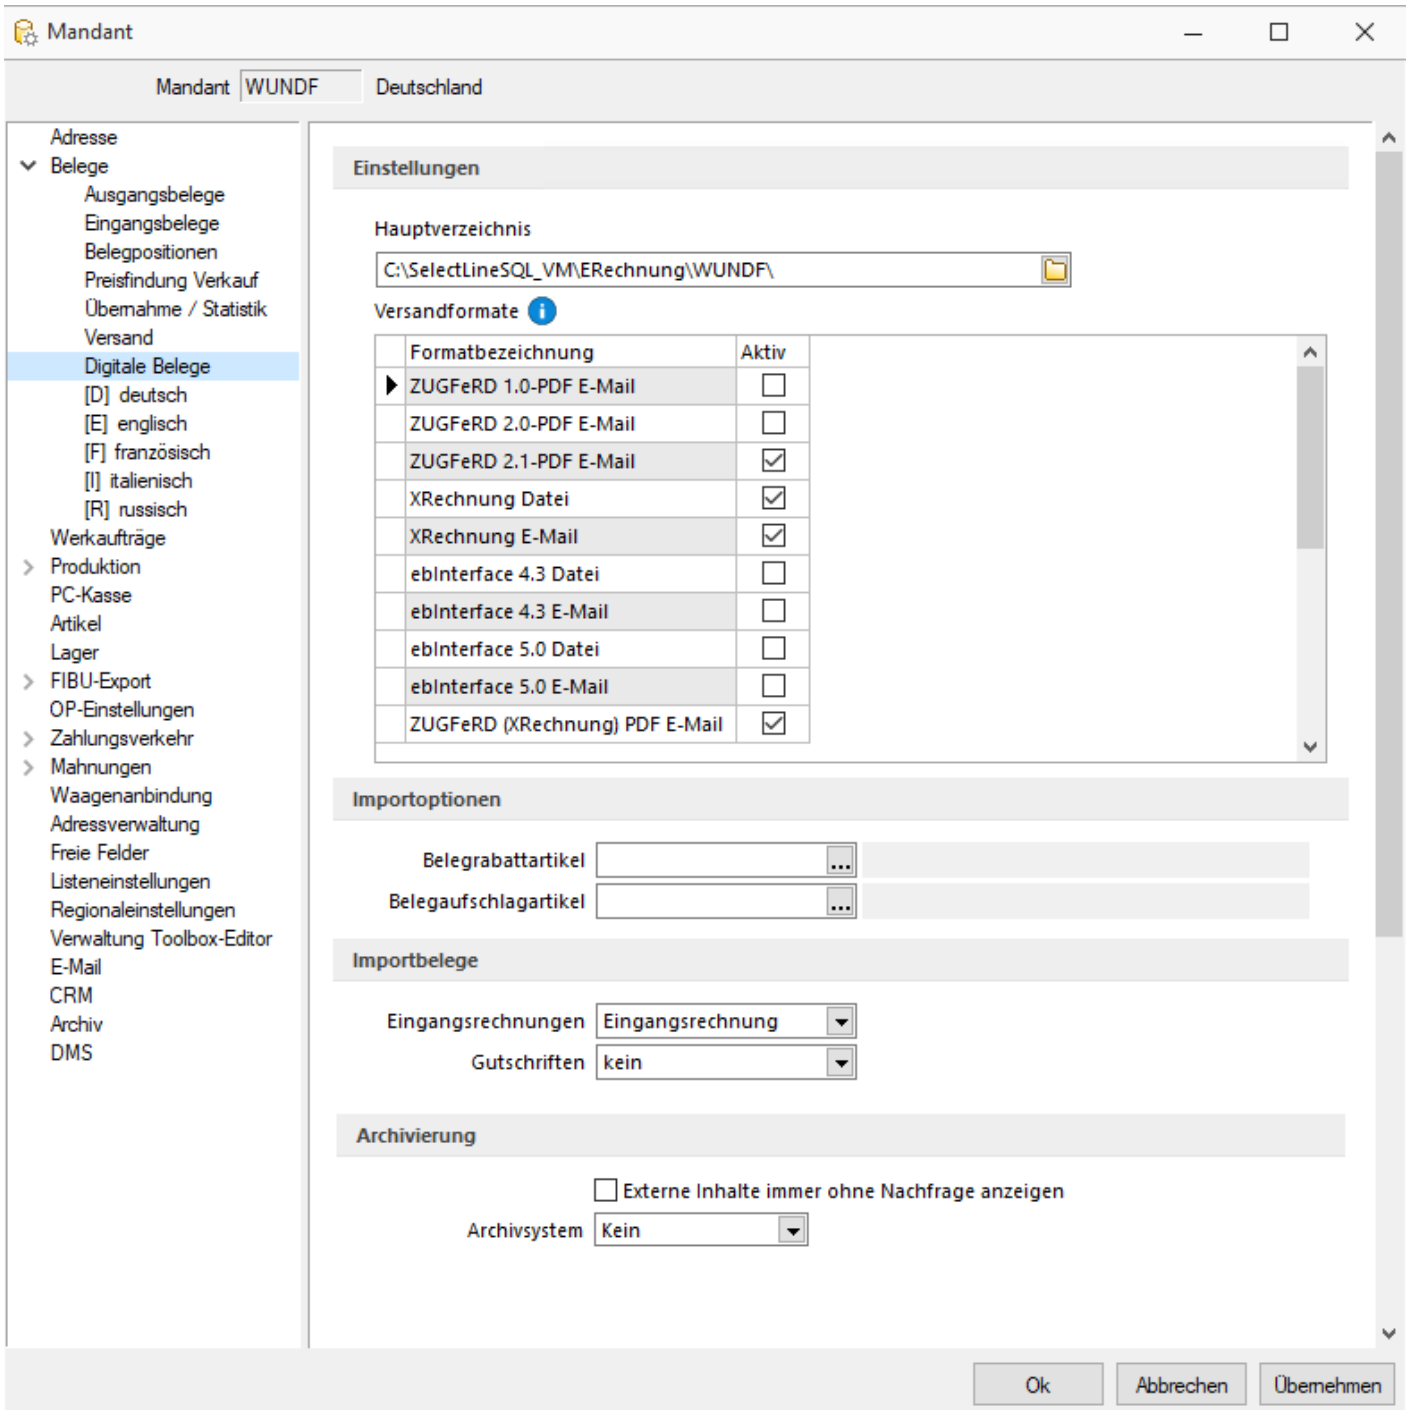 Mandant
Mandant WUNDF Deutschland
Adresse
Belege
Ausgangsbelege
Eingangsbelege
Belegpositionen
Preisfindung Verkauf
Übernahme / Statistik
Versand
Digitale Belege
[D] deutsch
[E] englisch
[F] französisch
[I] italienisch
[R] russisch
Werkaufträge
Produktion
PC-Kasse
Artikel
Lager
FIBU-Export
OP-Einstellungen
Zahlungsverkehr
Mahnungen
Waagenanbindung
Adressverwaltung
Freie Felder
Listeneinstellungen
Regionaleinstellungen
Verwaltung Toolbox-Editor
E-Mail
CRM
Archiv
DMS
Einstellungen
Hauptverzeichnis
C:\SelectLineSQL_VM\ERechnung\WUNDF\
Versandformate i
Formatbezeichnung Aktiv
ZUGFeRD 1.0-PDF E-Mail
ZUGFeRD 2.0-PDF E-Mail
ZUGFeRD 2.1-PDF E-Mail
XRechnung Datei
XRechnung E-Mail
ebInterface 4.3 Datei
ebInterface 4.3 E-Mail
ebInterface 5.0 Datei
ebInterface 5.0 E-Mail
ZUGFeRD (XRechnung) PDF E-Mail
Importoptionen
Belegrabattartikel ...
Belegaufschlagartikel ...
Importbelege
Eingangsrechnungen Eingangsrechnung
Gutschriften kein
Archivierung
Externe Inhalte immer ohne Nachfrage anzeigen
Archivsystem Kein
Ok Abbrechen Übernehmen